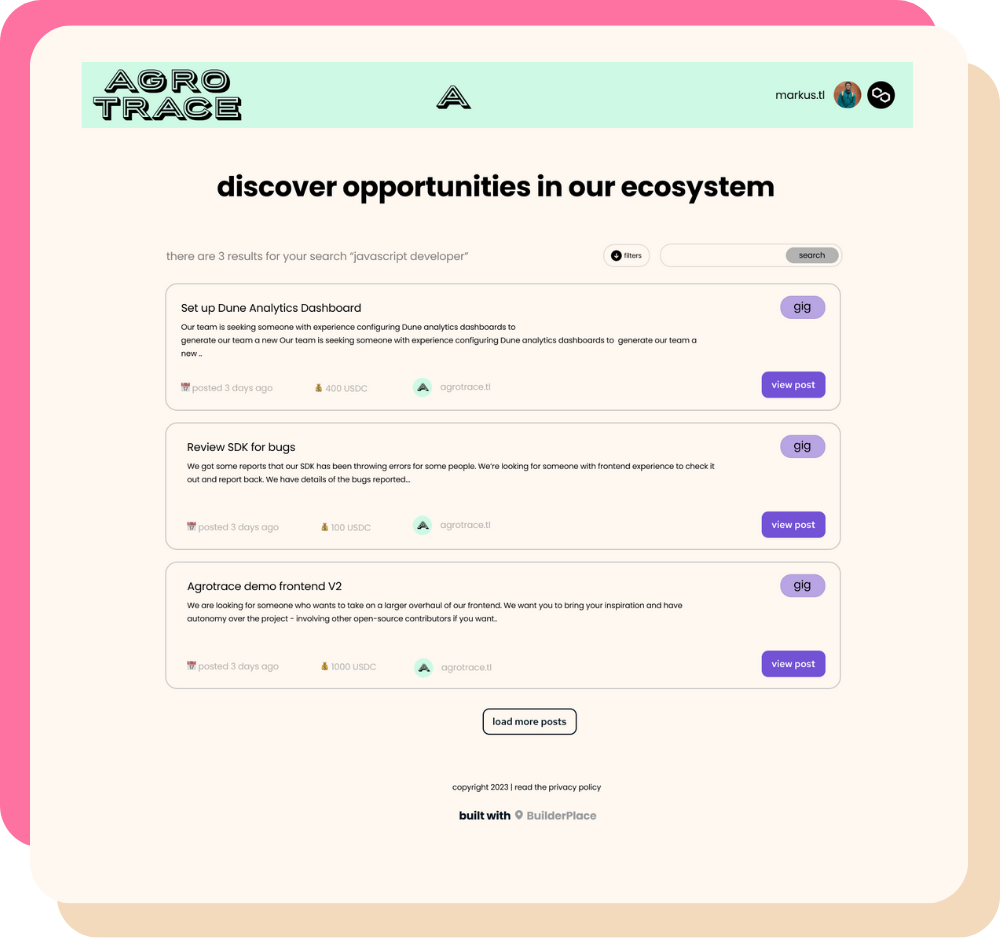 AGRO
TRACE
A
markus.tl
discover opportunities in our ecosystem
there are 3 results for your search “javascript developer”
filters
search
Set up Dune Analytics Dashboard
gig
Our team is seeking someone with experience configuring Dune analytics dashboards to
generate our team a new Our team is seeking someone with experience configuring Dune analytics dashboards to generate our team a
new ..
posted 3 days ago
400 USDC
agrotrace.tl
view post
Review SDK for bugs
gig
We got some reports that our SDK has been throwing errors for some people. We're looking for someone with frontend experience to check it
out and report back. We have details of the bugs reported...
posted 3 days ago
100 USDC
agrotrace.tl
view post
Agrotrace demo frontend V2
gig
We are looking for someone who wants to take on a larger overhaul of our frontend. We want you to bring your inspiration and have
autonomy over the project - involving other open-source contributors if you want..
posted 3 days ago
1000 USDC
agrotrace.tl
view post
load more posts
copyright 2023 | read the privacy policy
built with BuilderPlace